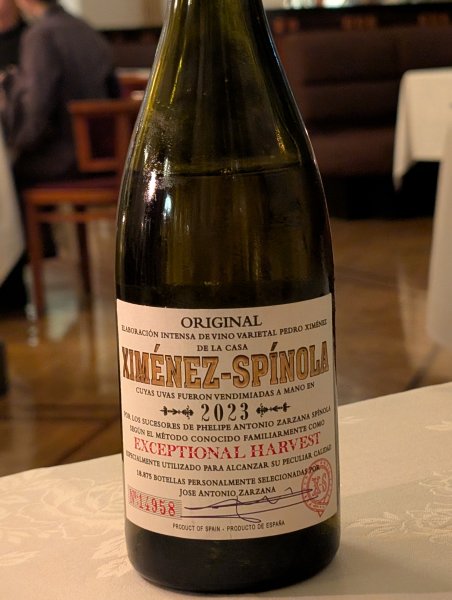 ORIGINAL
ELABORACIÓN INTENSA DE VINO VARIETAL PEDRO XIMÉNEZ
DE LA CASA
XIMÉNEZ-SPÍNOLA
CUYAS UVAS FUERON VENDIMIADAS A MANO EN
2023
POR LOS SUCESORES DE PHELIPE ANTONIO ZARZANA SPÍNOLA
SEGÚN EL MÉTODO CONOCIDO FAMILIARMENTE COMO
EXCEPTIONAL HARVEST
ESPECIALMENTE UTILIZADO PARA ALCANZAR SU PECULIAR CALIDAD
18.875 BOTELLAS PERSONALMENTE SELECCIONADAS POR
JOSE ANTONIO ZARZANA
Nº 14958
X-S
PRODUCT OF SPAIN - PRODUCTO DE ESPAÑA